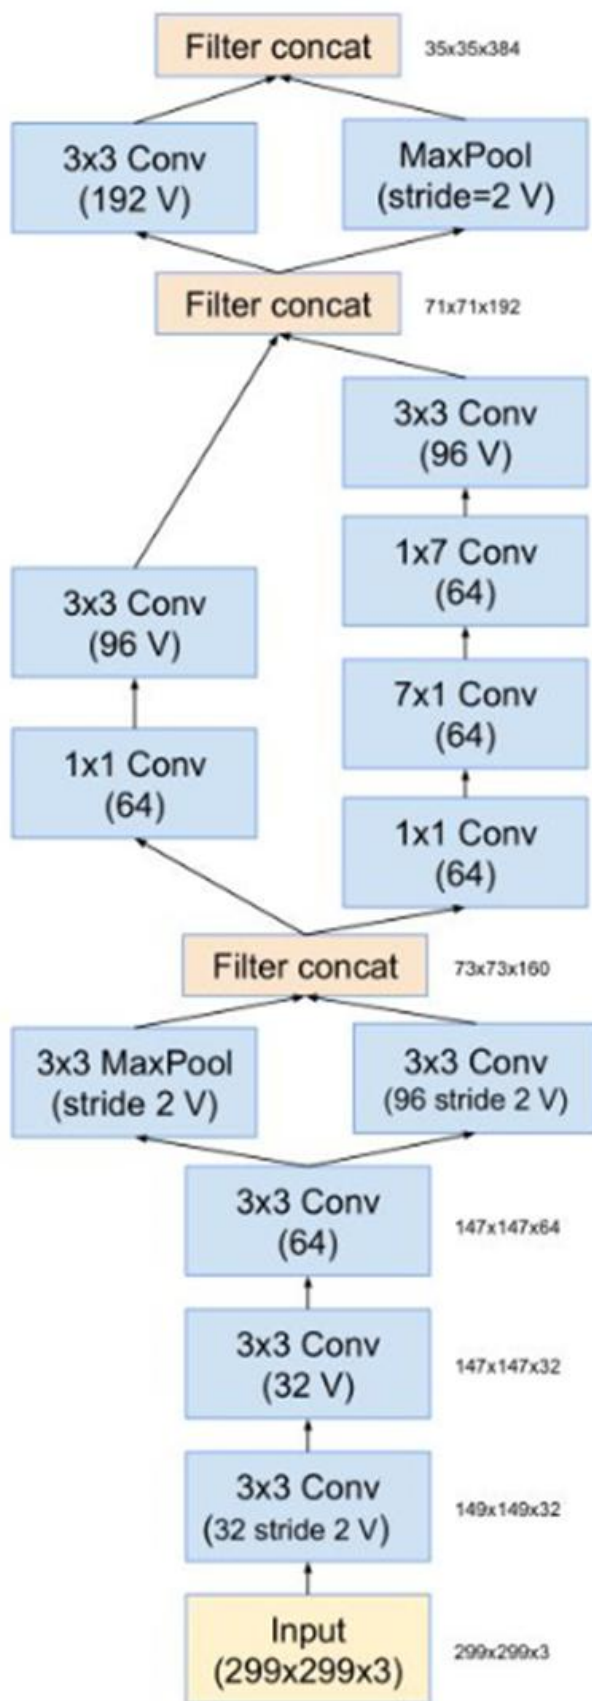 Filter concat
35x35x384
3x3 Conv
(192 V)
MaxPool
(stride=2 V)
Filter concat
71x71x192
3x3 Conv
(96 V)
1x7 Conv
(64)
3x3 Conv
(96 V)
7x1 Conv
(64)
1x1 Conv
(64)
1x1 Conv
(64)
Filter concat
73x73x160
3x3 MaxPool
(stride 2 V)
3x3 Conv
(96 stride 2 V)
3x3 Conv
(64)
147x147x64
3x3 Conv
(32 V)
147x147x32
3x3 Conv
(32 stride 2 V)
149x149x32
Input
(299x299x3)
299x299x3